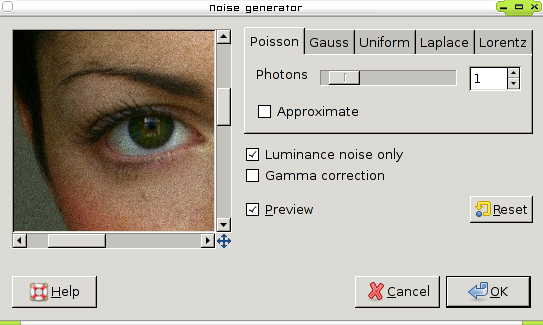 Noise generator
Poisson Gauss Uniform Laplace Lorentz
Photons 1
Approximate
Luminance noise only
Gamma correction
Preview Reset
Help Cancel OK